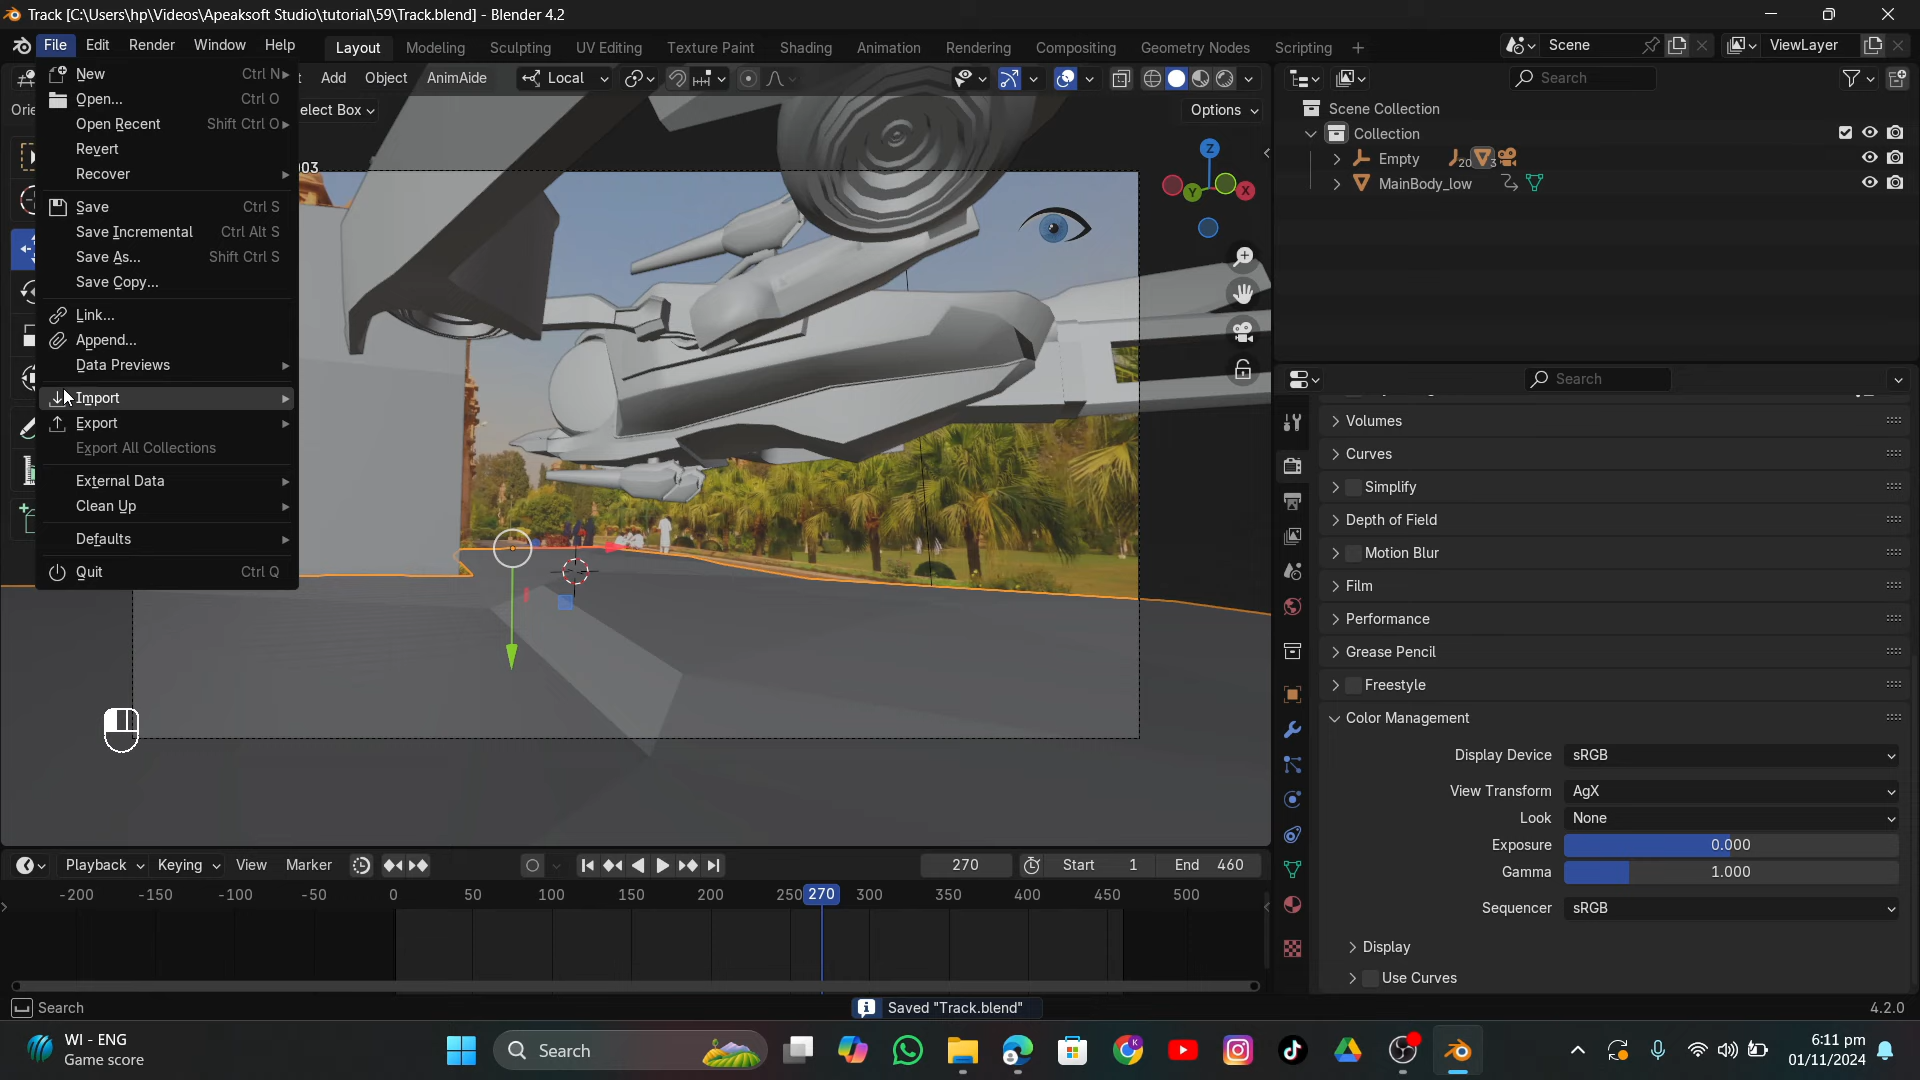 Track [C:\Users\hp\Videos\Apeaksoft Studio\tutorial\59\Track.blend] - Blender 4.2
File Edit Render Window Help Layout Modeling Sculpting UV Editing Texture Paint Shading Animation Rendering Compositing Geometry Nodes Scripting + Scene ViewLayer
New Ctrl N
Open... Ctrl O
Open Recent Shift Ctrl O
Revert
Recover
Save Ctrl S
Save Incremental Ctrl Alt S
Save As... Shift Ctrl S
Save Copy...
Link...
Append...
Data Previews
Import
Export
Export All Collections
External Data
Clean Up
Defaults
Quit Ctrl Q
t Add Object AnimAide Local
Orie elect Box Options
03
Z
Y X
Search
Scene Collection
Collection
Empty 20 3
MainBody_low
Search
Volumes
Curves
Simplify
Depth of Field
Motion Blur
Film
Performance
Grease Pencil
Freestyle
Color Management
Display Device sRGB
View Transform AgX
Look None
Exposure 0.000
Gamma 1.000
Sequencer sRGB
Display
Use Curves
Playback Keying View Marker 270 Start 1 End 460
-200 -150 -100 -50 0 50 100 150 200 250 270 300 350 400 450 500
Search Saved "Track.blend" 4.2.0
WI - ENG
Game score
Search
6:11 pm
01/11/2024